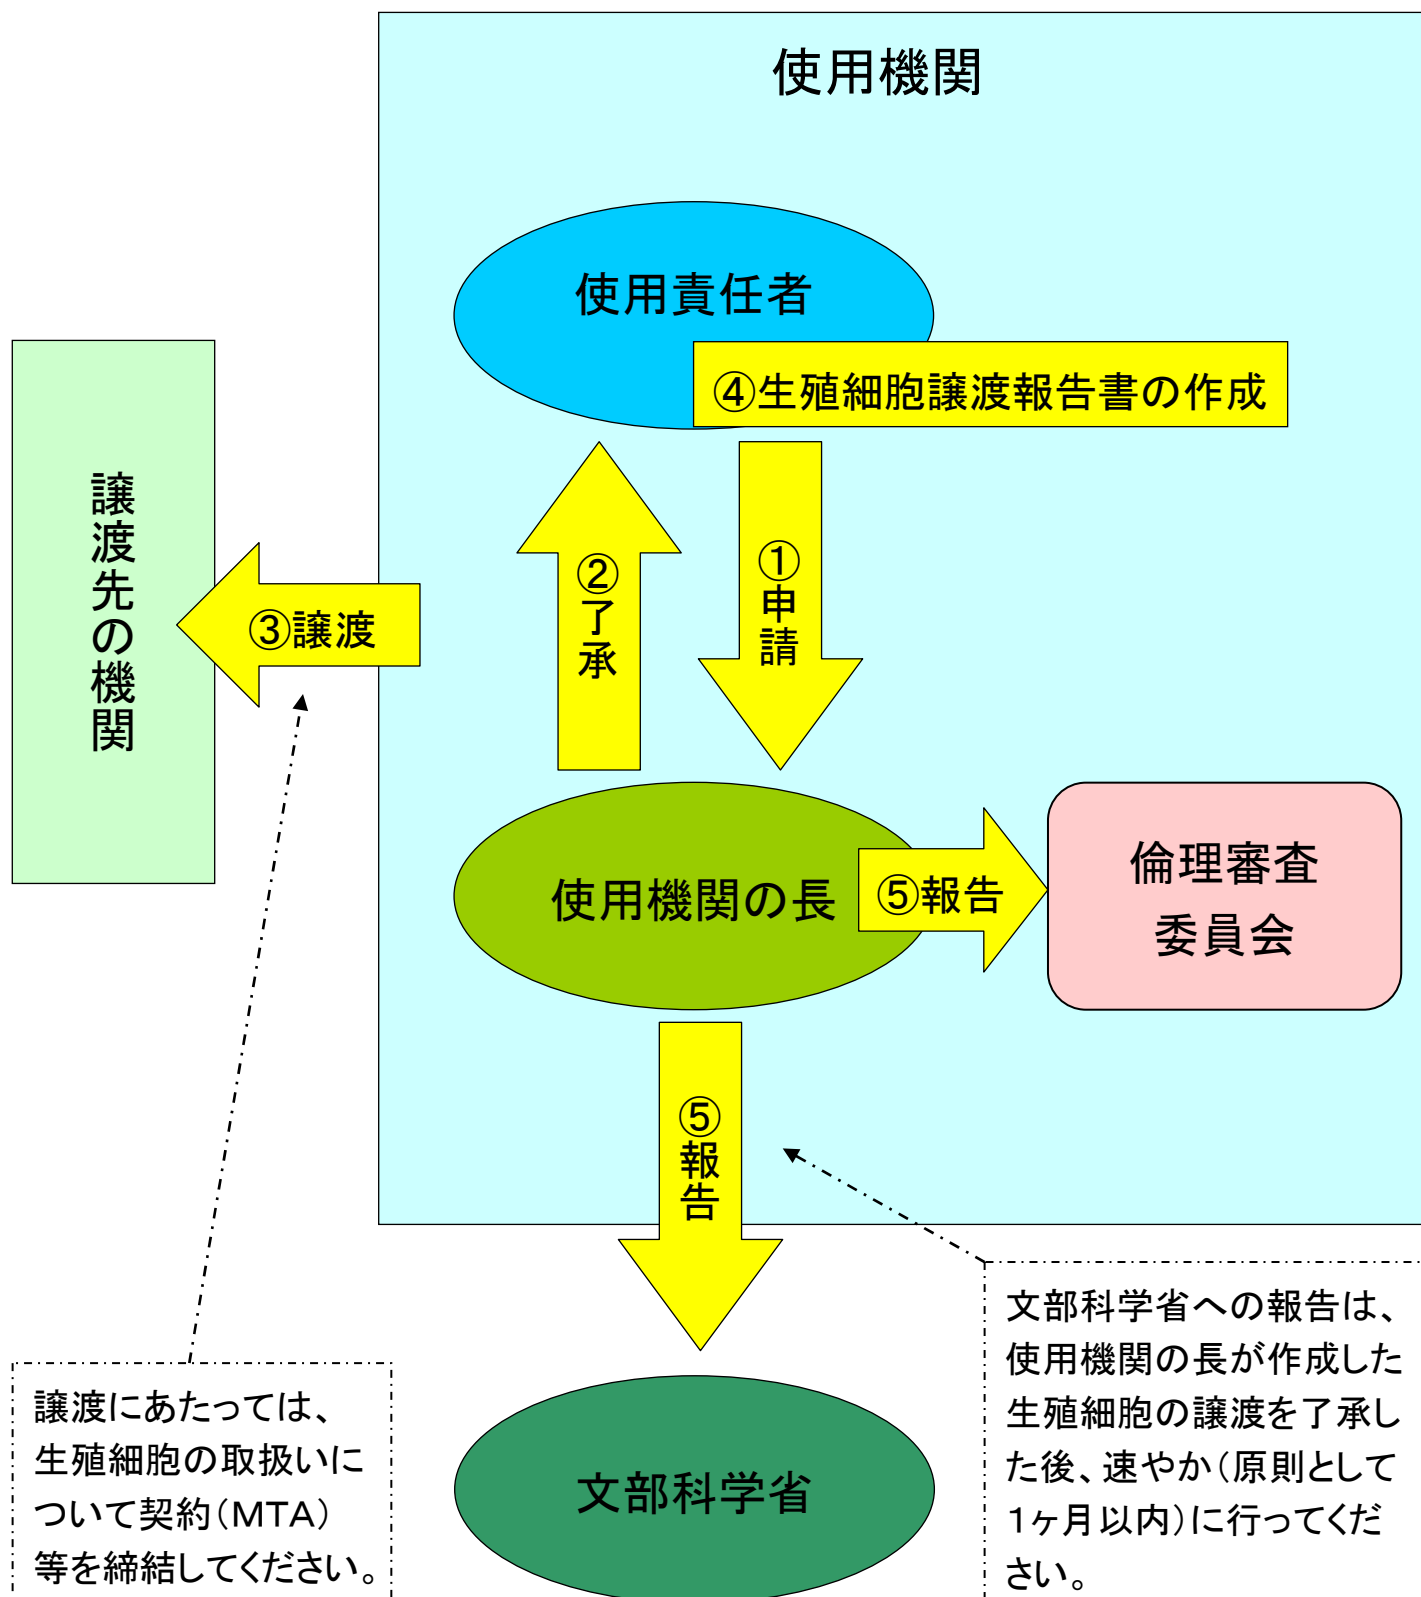 使用機関
使用責任者
④生殖細胞譲渡報告書の作成
譲渡先の機関
③譲渡
②了承
①申請
使用機関の長
⑤報告
倫理審査
委員会
⑤報告
文部科学省への報告は、
使用機関の長が作成した
生殖細胞の譲渡を了承し
た後、速やか（原則として
1ヶ月以内）に行ってくだ
さい。
譲渡にあたっては、
生殖細胞の取扱いに
ついて契約（MTA）
等を締結してください。
文部科学省